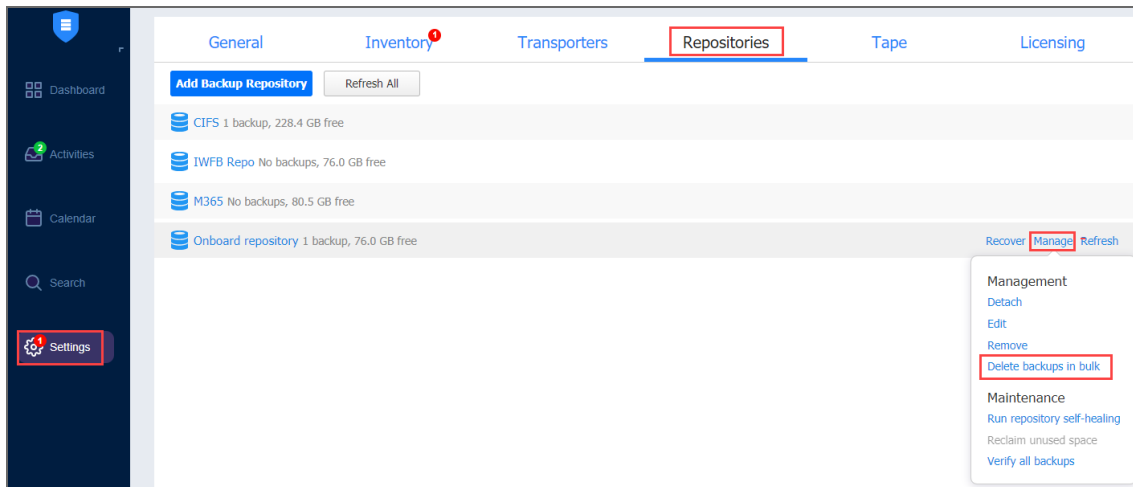 General Inventory 1 Transporters Repositories Tape Licensing
Add Backup Repository Refresh All
Dashboard
CIFS 1 backup, 228.4 GB free
2
Activities
IWFB Repo No backups, 76.0 GB free
M365 No backups, 80.5 GB free
Calendar
Onboard repository 1 backup, 76.0 GB free Recover Manage Refresh
Search
1
Settings
Management
Detach
Edit
Remove
Delete backups in bulk
Maintenance
Run repository self-healing
Reclaim unused space
Verify all backups